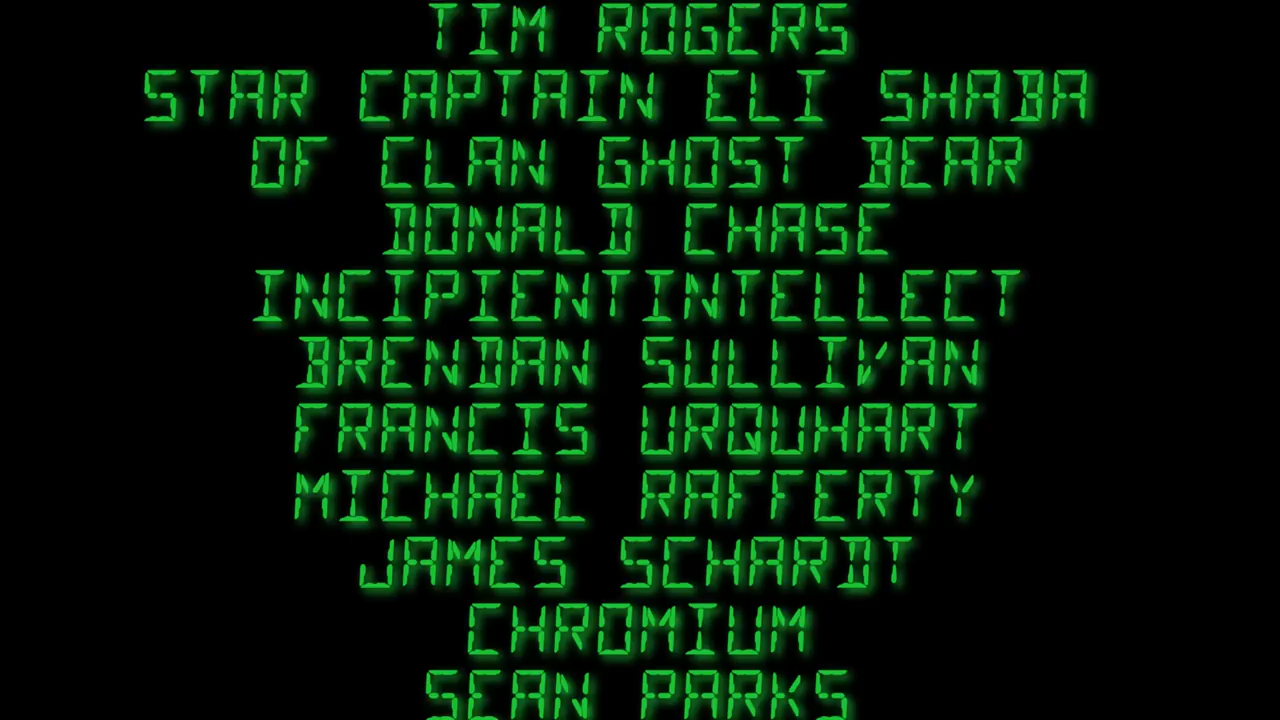 TIM ROGERS
STAR CAPTAIN ELI SHABA
OF CLAN GHOST BEAR
DONALD CHASE
INCIPIENTINTELLECT
BRENDAN SULLIVAN
FRANCIS URQUHART
MICHAEL RAFFERTY
JAMES SCHARDT
CHROMIUM
SEAN PARKS